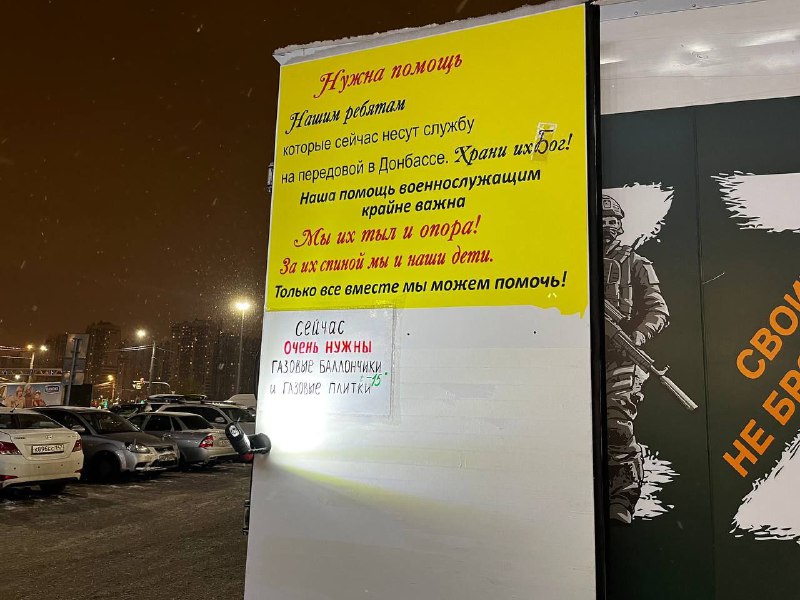 Нужна помощь
Нашим ребятам
которые сейчас несут службу
на передовой в Донбассе. Храни их Бог!
Наша помощь военнослужащим
крайне важна
Мы их тыл и опора!
За их спиной мы и наши дети.
Только все вместе мы можем помочь!
сейчас
ОЧЕНЬ НУЖНЫ
ГАЗОВЫЕ БАЛЛОНЧИКИ
и ГАЗОВЫЕ ПЛИТКИ 15
СВОИ
НЕ БРО